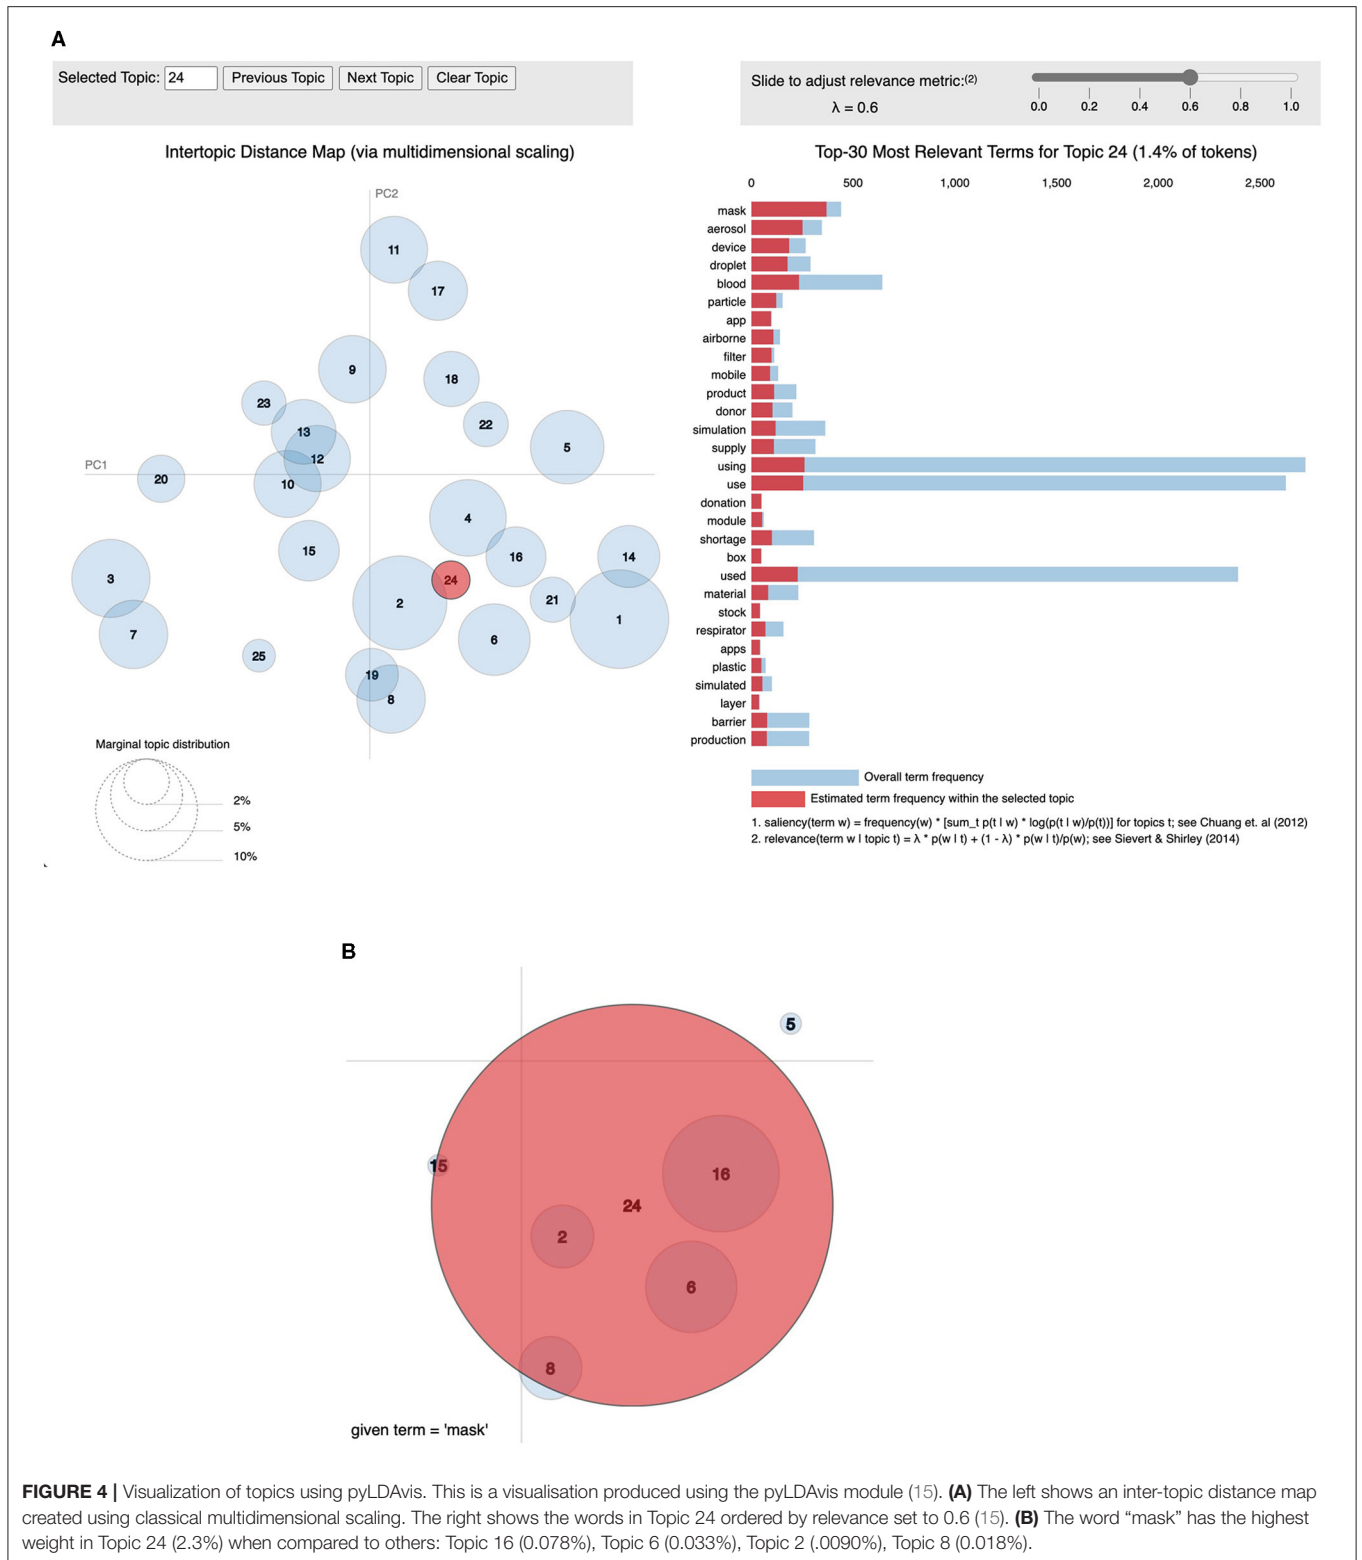 A
Selected Topic: 24 Previous Topic Next Topic Clear Topic
Slide to adjust relevance metric:(2)
λ = 0.6
0.0 0.2 0.4 0.6 0.8 1.0
Intertopic Distance Map (via multidimensional scaling)
PC2
PC1
11
17
9
18
23
22
13
5
12
20
10
4
15
16
14
3
24
21
2
1
7
6
25
19
8
Marginal topic distribution
2%
5%
10%
Top-30 Most Relevant Terms for Topic 24 (1.4% of tokens)
0 500 1,000 1,500 2,000 2,500
mask
aerosol
device
droplet
blood
particle
app
airborne
filter
mobile
product
donor
simulation
supply
using
use
donation
module
shortage
box
used
material
stock
respirator
apps
plastic
simulated
layer
barrier
production
Overall term frequency
Estimated term frequency within the selected topic
1. saliency(term w) = frequency(w) * [sum_t p(t | w) * log(p(t | w)/p(t))] for topics t; see Chuang et. al (2012)
2. relevance(term w | topic t) = λ * p(w | t) + (1 - λ) * p(w | t)/p(w); see Sievert & Shirley (2014)
B
5
15
16
24
2
6
8
given term = 'mask'
FIGURE 4 | Visualization of topics using pyLDAvis. This is a visualisation produced using the pyLDAvis module (15). (A) The left shows an inter-topic distance map
created using classical multidimensional scaling. The right shows the words in Topic 24 ordered by relevance set to 0.6 (15). (B) The word “mask” has the highest
weight in Topic 24 (2.3%) when compared to others: Topic 16 (0.078%), Topic 6 (0.033%), Topic 2 (.0090%), Topic 8 (0.018%).